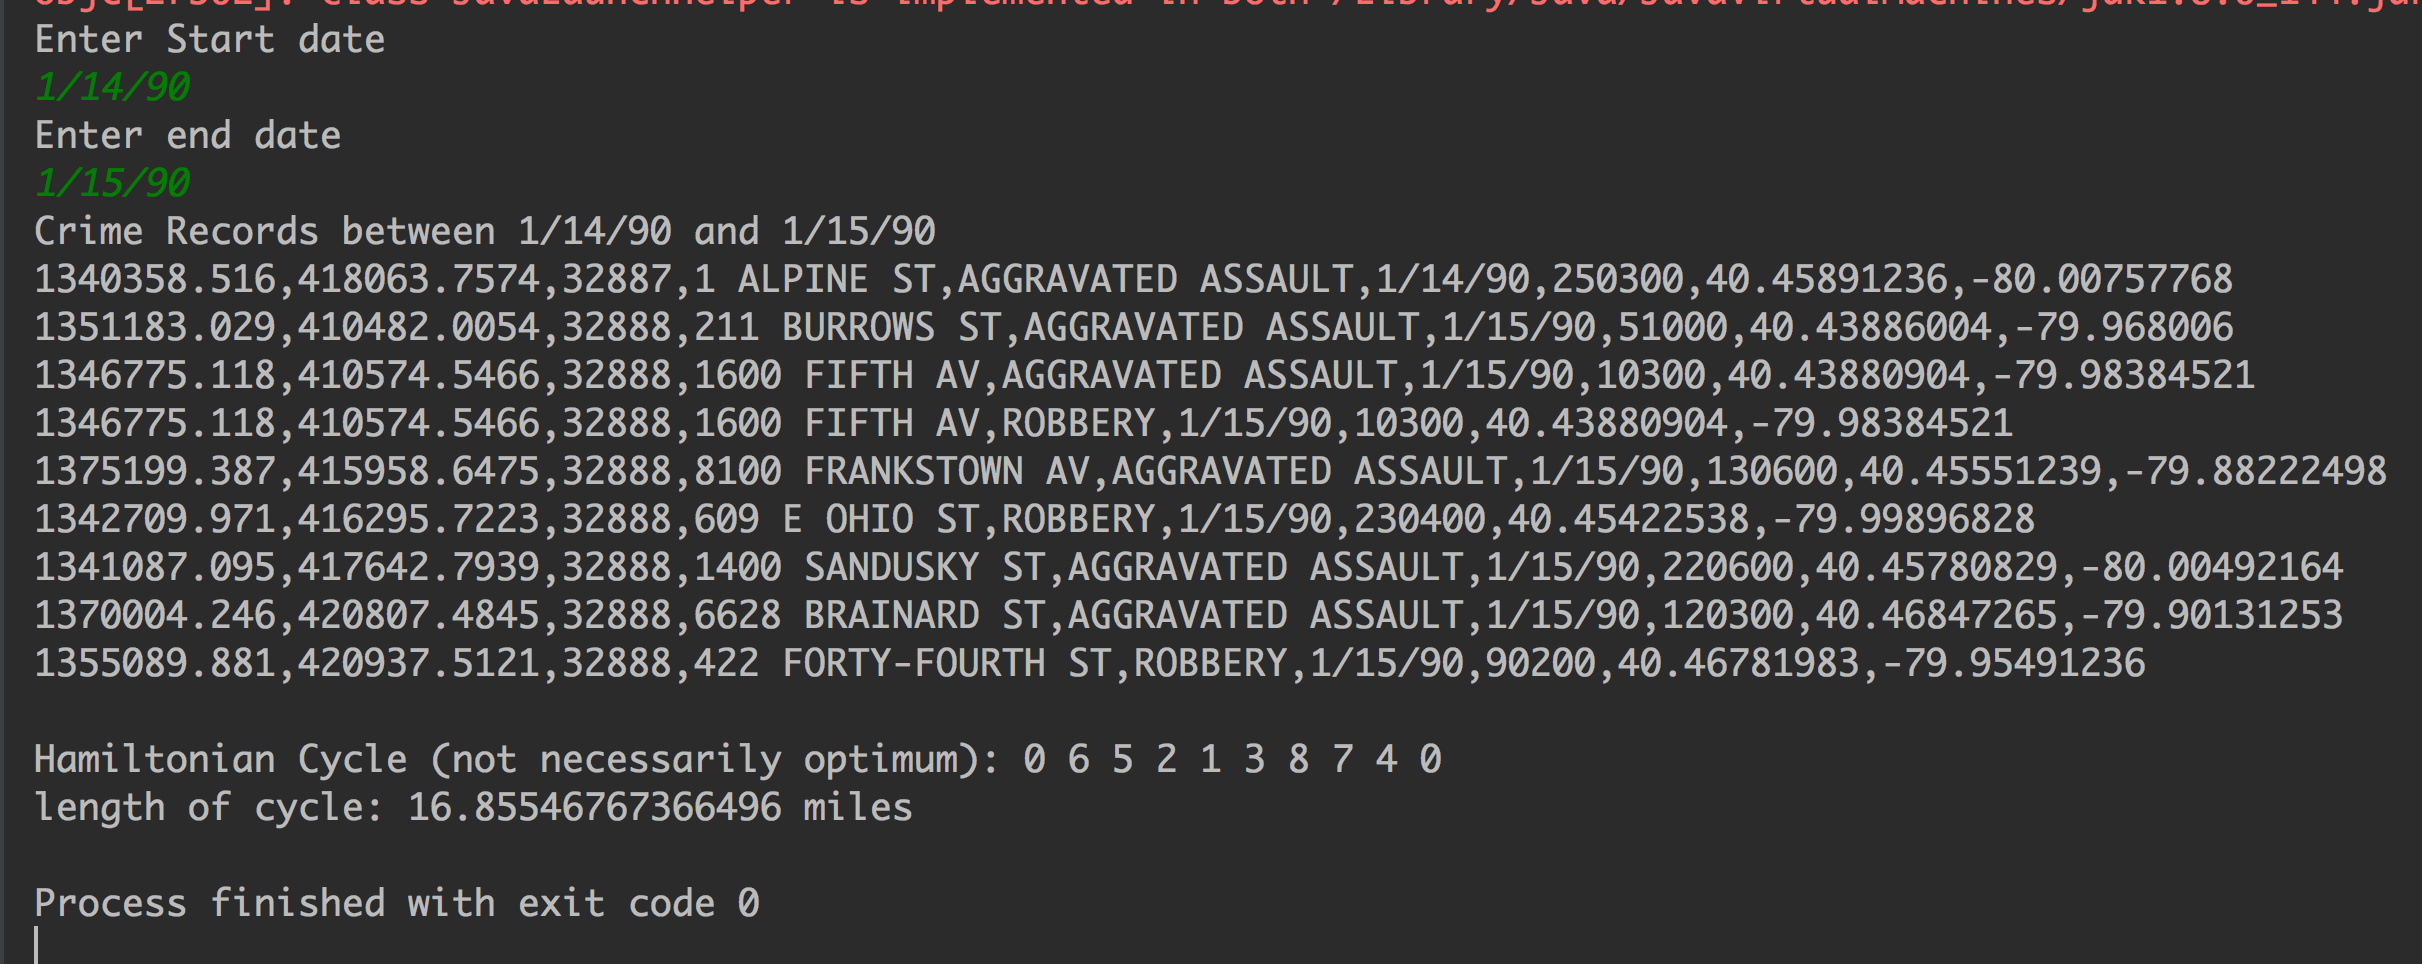 Enter Start date
1/14/90
Enter end date
1/15/90
Crime Records between 1/14/90 and 1/15/90
1340358.516,418063.7574,32887,1 ALPINE ST,AGGRAVATED ASSAULT,1/14/90,250300,40.45891236,-80.00757768
1351183.029,410482.0054,32888,211 BURROWS ST,AGGRAVATED ASSAULT,1/15/90,51000,40.43886004,-79.968006
1346775.118,410574.5466,32888,1600 FIFTH AV,AGGRAVATED ASSAULT,1/15/90,10300,40.43880904,-79.98384521
1346775.118,410574.5466,32888,1600 FIFTH AV,ROBBERY,1/15/90,10300,40.43880904,-79.98384521
1375199.387,415958.6475,32888,8100 FRANKSTOWN AV,AGGRAVATED ASSAULT,1/15/90,130600,40.45551239,-79.88222498
1342709.971,416295.7223,32888,609 E OHIO ST,ROBBERY,1/15/90,230400,40.45422538,-79.99896828
1341087.095,417642.7939,32888,1400 SANDUSKY ST,AGGRAVATED ASSAULT,1/15/90,220600,40.45780829,-80.00492164
1370004.246,420807.4845,32888,6628 BRAINARD ST,AGGRAVATED ASSAULT,1/15/90,120300,40.46847265,-79.90131253
1355089.881,420937.5121,32888,422 FORTY-FOURTH ST,ROBBERY,1/15/90,90200,40.46781983,-79.95491236
Hamiltonian Cycle (not necessarily optimum): 0 6 5 2 1 3 8 7 4 0
length of cycle: 16.85546767366496 miles
Process finished with exit code 0